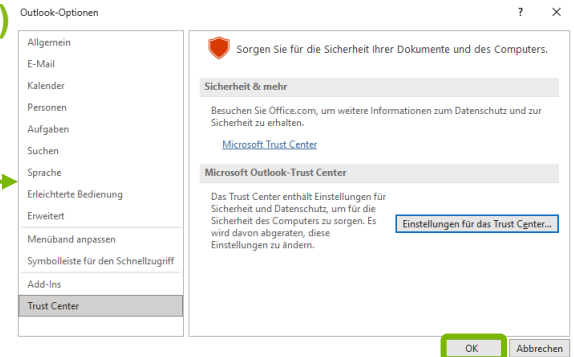 Outlook-Optionen
? ×
Allgemein
E-Mail
Kalender
Personen
Aufgaben
Suchen
Sprache
Erleichterte Bedienung
Erweitert
Menüband anpassen
Symbolleiste für den Schnellzugriff
Add-Ins
Trust Center
Sorgen Sie für die Sicherheit Ihrer Dokumente und des Computers.
Sicherheit & mehr
Besuchen Sie Office.com, um weitere Informationen zum Datenschutz und zur
Sicherheit zu erhalten.
Microsoft Trust Center
Microsoft Outlook-Trust Center
Das Trust Center enthält Einstellungen für
Sicherheit und Datenschutz, um für die
Sicherheit des Computers zu sorgen. Es
wird davon abgeraten, diese
Einstellungen zu ändern.
Einstellungen für das Trust Center...
OK
Abbrechen